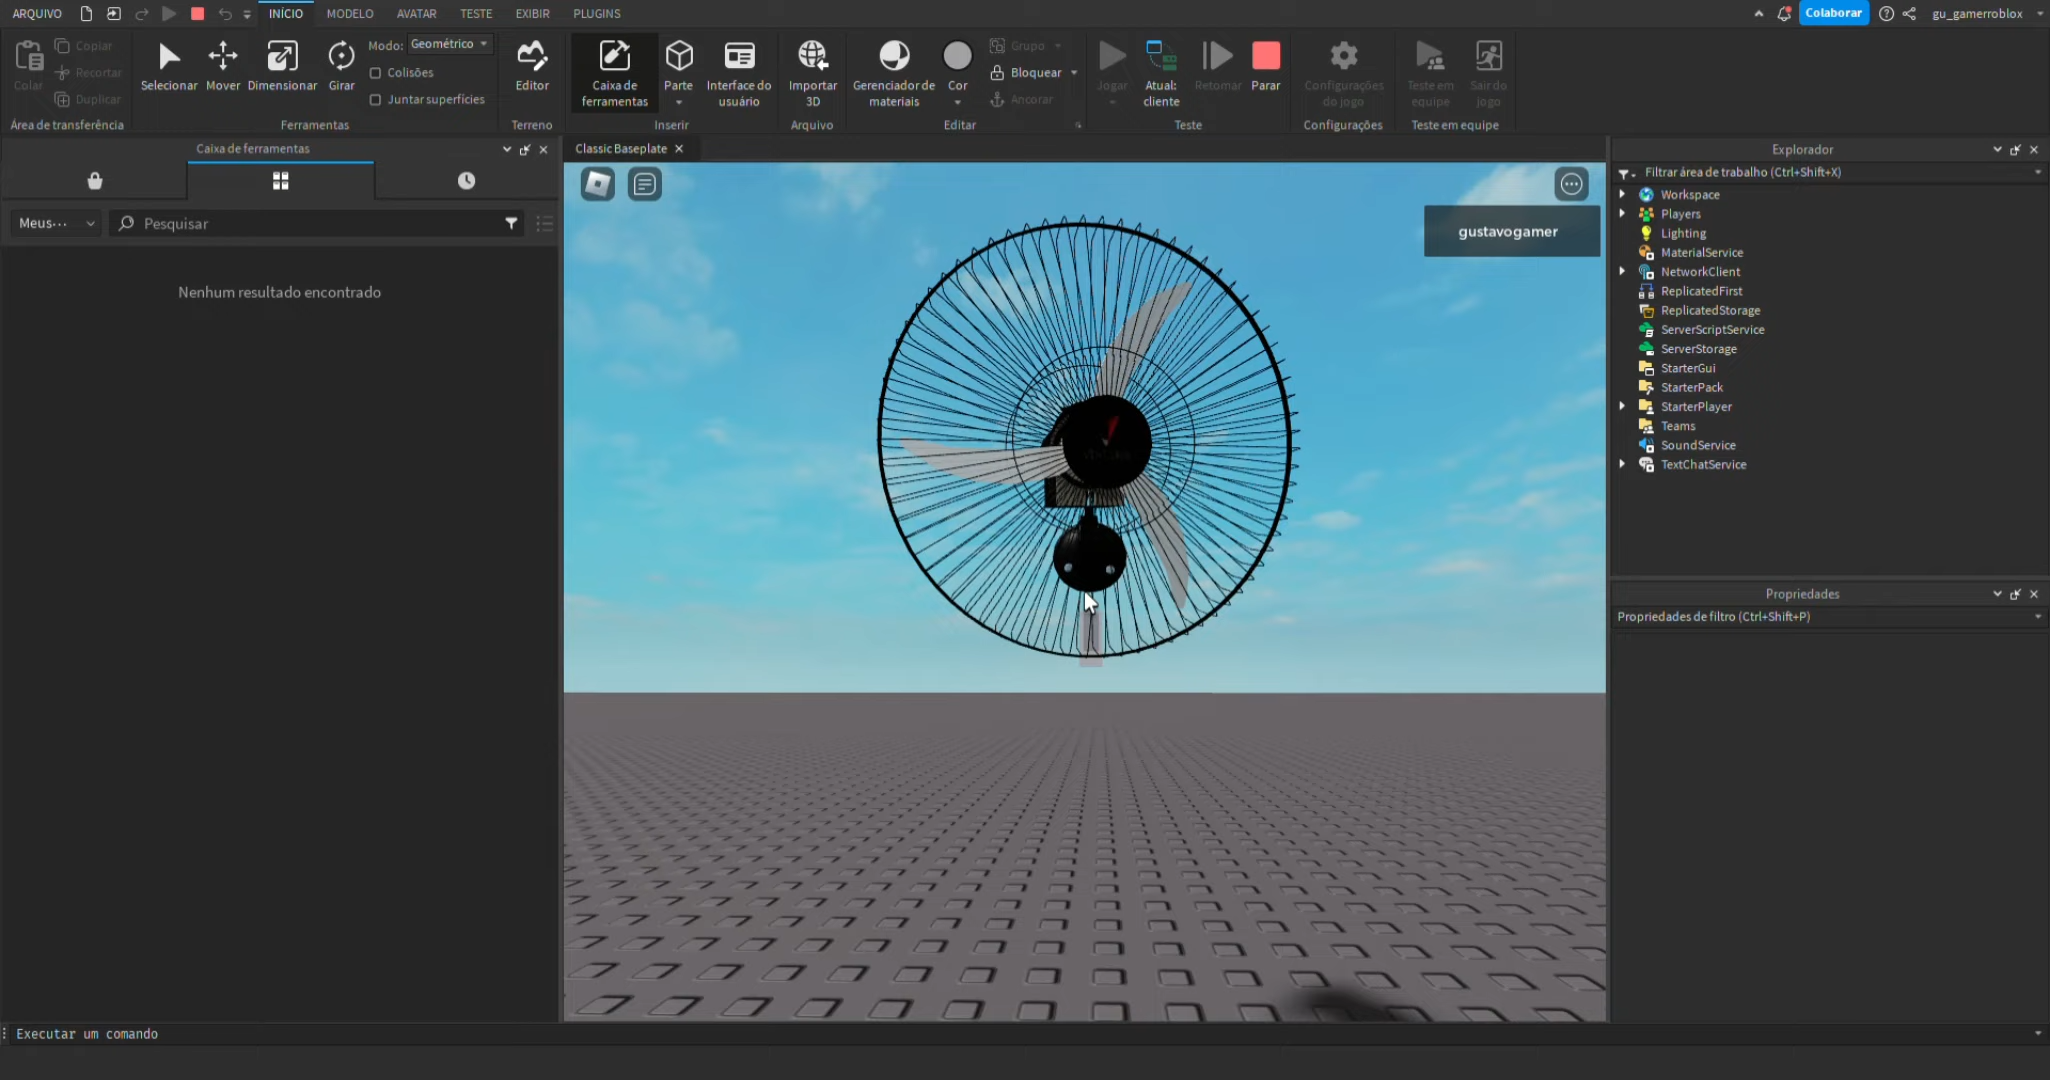 ARQUIVO
INÍCIO
MODELO
AVATAR
TESTE
EXIBIR
PLUGINS
Colaborar
gu_gamerroblox
Colar
Copiar
Recortar
Duplicar
Área de transferência
Selecionar
Mover
Dimensionar
Girar
Modo: Geométrico
Colisões
Juntar superfícies
Ferramentas
Editor
Terreno
Caixa de
ferramentas
Parte
Interface do
usuário
Inserir
Importar
3D
Arquivo
Gerenciador de
materiais
Cor
Grupo
Bloquear
Ancorar
Editar
Jogar
Atual:
cliente
Retomar
Parar
Teste
Configurações
do jogo
Configurações
Teste em
equipe
Sair do
jogo
Teste em equipe
Caixa de ferramentas
Meus...
Pesquisar
Nenhum resultado encontrado
Classic Baseplate
gustavogamer
Explorador
Filtrar área de trabalho (Ctrl+Shift+X)
Workspace
Players
Lighting
MaterialService
NetworkClient
ReplicatedFirst
ReplicatedStorage
ServerScriptService
ServerStorage
StarterGui
StarterPack
StarterPlayer
Teams
SoundService
TextChatService
Propriedades
Propriedades de filtro (Ctrl+Shift+P)
Executar um comando